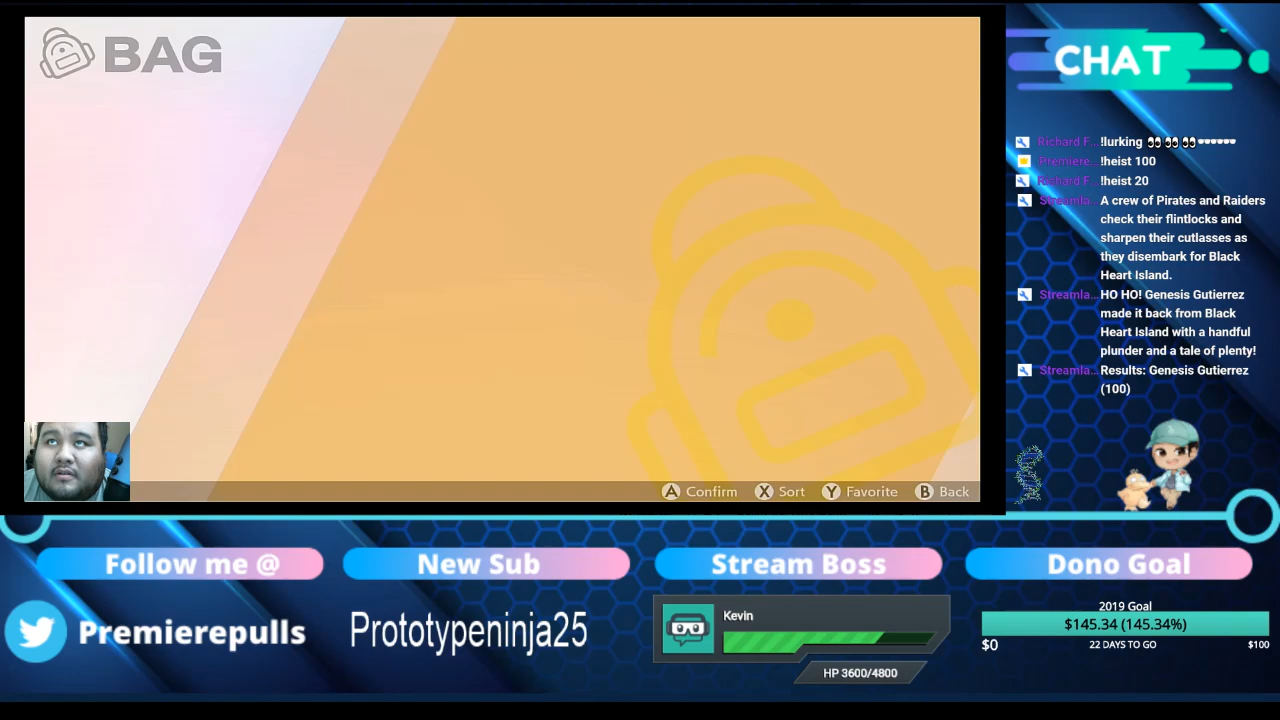 BAG
A Confirm X Sort Y Favorite B Back
CHAT
Richard F... !lurking
Premiere... !heist 100
Richard F... !heist 20
Streamla... A crew of Pirates and Raiders
check their flintlocks and
sharpen their cutlasses as
they disembark for Black
Heart Island.
Streamla... HO HO! Genesis Gutierrez
made it back from Black
Heart Island with a handful
plunder and a tale of plenty!
Streamla... Results: Genesis Gutierrez
(100)
Follow me @
Premierepulls
New Sub
Prototypeninja25
Stream Boss
Kevin
HP 3600/4800
Dono Goal
2019 Goal
$145.34 (145.34%)
$0 22 DAYS TO GO $100